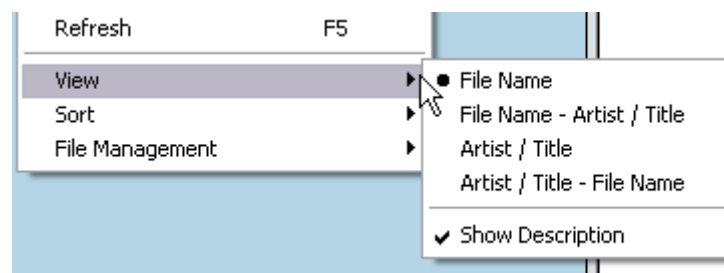 Refresh F5
View
Sort
File Management
File Name
File Name - Artist / Title
Artist / Title
Artist / Title - File Name
Show Description